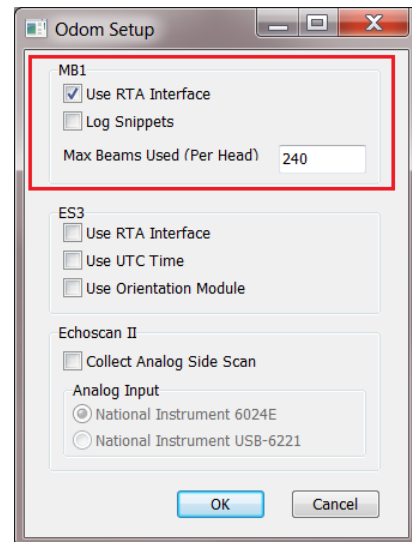 Odom Setup
MB1
Use RTA Interface
Log Snippets
Max Beams Used (Per Head) 240
ES3
Use RTA Interface
Use UTC Time
Use Orientation Module
Echoscan II
Collect Analog Side Scan
Analog Input
National Instrument 6024E
National Instrument USB-6221
OK Cancel